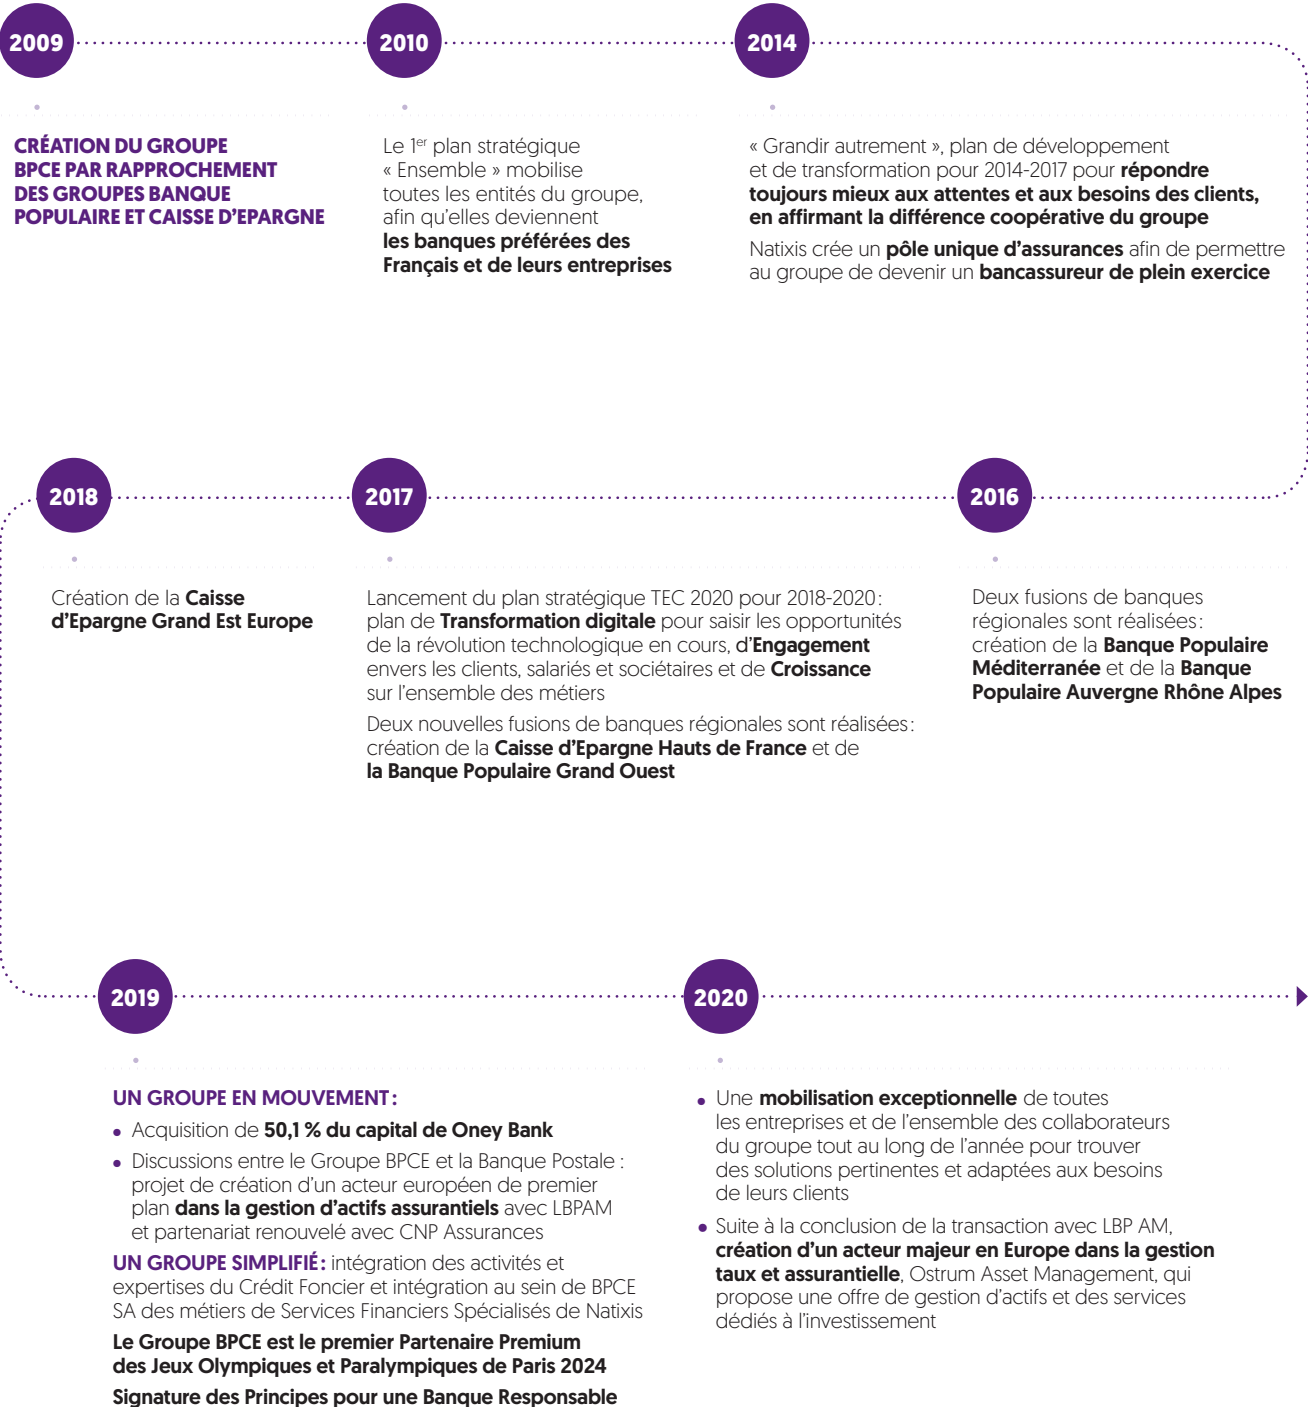 2009
CRÉATION DU GROUPE
BPCE PAR RAPPROCHEMENT
DES GROUPES BANQUE
POPULAIRE ET CAISSE D’EPARGNE
2010
Le 1er plan stratégique
« Ensemble » mobilise
toutes les entités du groupe,
afin qu’elles deviennent
les banques préférées des
Français et de leurs entreprises
2014
« Grandir autrement », plan de développement
et de transformation pour 2014-2017 pour répondre
toujours mieux aux attentes et aux besoins des clients,
en affirmant la différence coopérative du groupe
Natixis crée un pôle unique d’assurances afin de permettre
au groupe de devenir un bancassureur de plein exercice
2016
Deux fusions de banques
régionales sont réalisées :
création de la Banque Populaire
Méditerranée et de la Banque
Populaire Auvergne Rhône Alpes
2017
Lancement du plan stratégique TEC 2020 pour 2018-2020 :
plan de Transformation digitale pour saisir les opportunités
de la révolution technologique en cours, d’Engagement
envers les clients, salariés et sociétaires et de Croissance
sur l’ensemble des métiers
Deux nouvelles fusions de banques régionales sont réalisées :
création de la Caisse d’Epargne Hauts de France et de
la Banque Populaire Grand Ouest
2018
Création de la Caisse
d’Epargne Grand Est Europe
2019
UN GROUPE EN MOUVEMENT :
• Acquisition de 50,1 % du capital de Oney Bank
• Discussions entre le Groupe BPCE et la Banque Postale :
projet de création d’un acteur européen de premier
plan dans la gestion d’actifs assurantiels avec LBPAM
et partenariat renouvelé avec CNP Assurances
UN GROUPE SIMPLIFIÉ : intégration des activités et
expertises du Crédit Foncier et intégration au sein de BPCE
SA des métiers de Services Financiers Spécialisés de Natixis
Le Groupe BPCE est le premier Partenaire Premium
des Jeux Olympiques et Paralympiques de Paris 2024
Signature des Principes pour une Banque Responsable
2020
• Une mobilisation exceptionnelle de toutes
les entreprises et de l’ensemble des collaborateurs
du groupe tout au long de l’année pour trouver
des solutions pertinentes et adaptées aux besoins
de leurs clients
• Suite à la conclusion de la transaction avec LBP AM,
création d’un acteur majeur en Europe dans la gestion
taux et assurantielle, Ostrum Asset Management, qui
propose une offre de gestion d’actifs et des services
dédiés à l’investissement